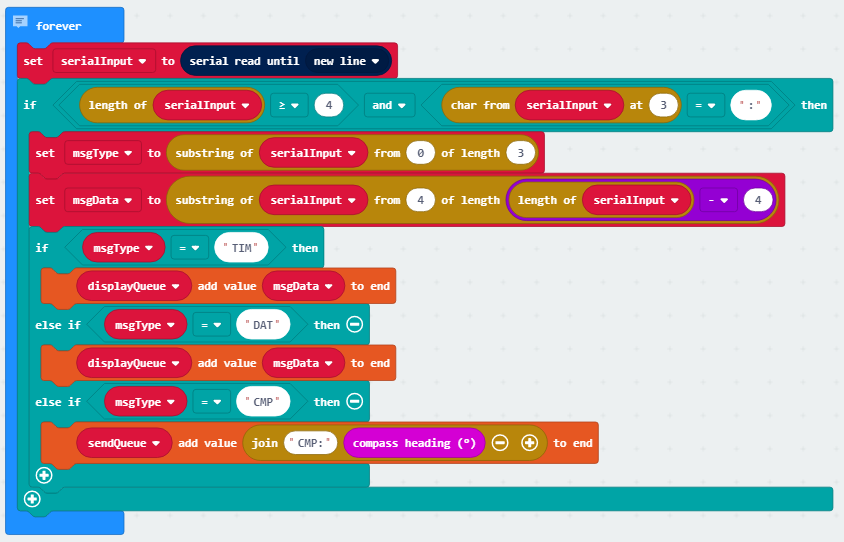 forever
set serialInput to serial read until new line
if length of serialInput ≥ 4 and char from serialInput at 3 = ":" then
set msgType to substring of serialInput from 0 of length 3
set msgData to substring of serialInput from 4 of length length of serialInput - 4
if msgType = "TIM" then
displayQueue add value msgData to end
else if msgType = "DAT" then
displayQueue add value msgData to end
else if msgType = "CMP" then
sendQueue add value join "CMP:" compass heading (º) to end